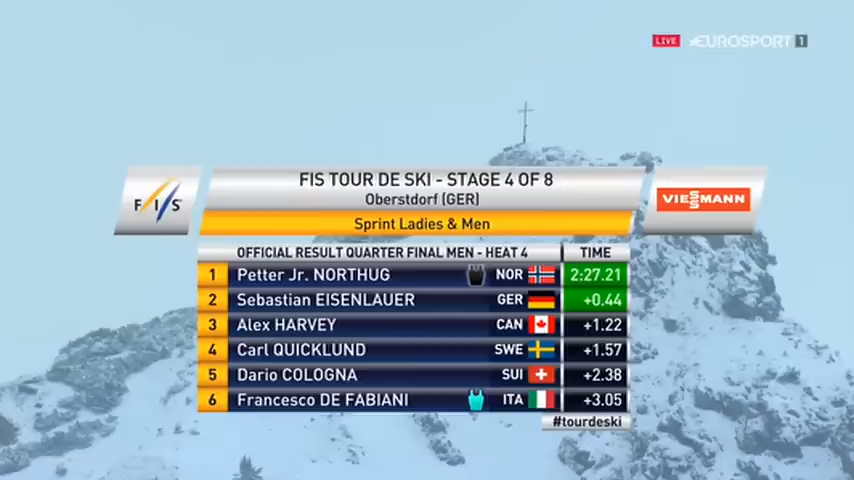 LIVE EUROSPORT 1
FIS TOUR DE SKI - STAGE 4 OF 8
Oberstdorf (GER)
FIS
VIESSMANN
Sprint Ladies & Men
OFFICIAL RESULT QUARTER FINAL MEN - HEAT 4 TIME
1 Petter Jr. NORTHUG NOR 2:27.21
2 Sebastian EISENLAUER GER +0.44
3 Alex HARVEY CAN +1.22
4 Carl QUICKLUND SWE +1.57
5 Dario COLOGNA SUI +2.38
6 Francesco DE FABIANI ITA +3.05
#tourdeski